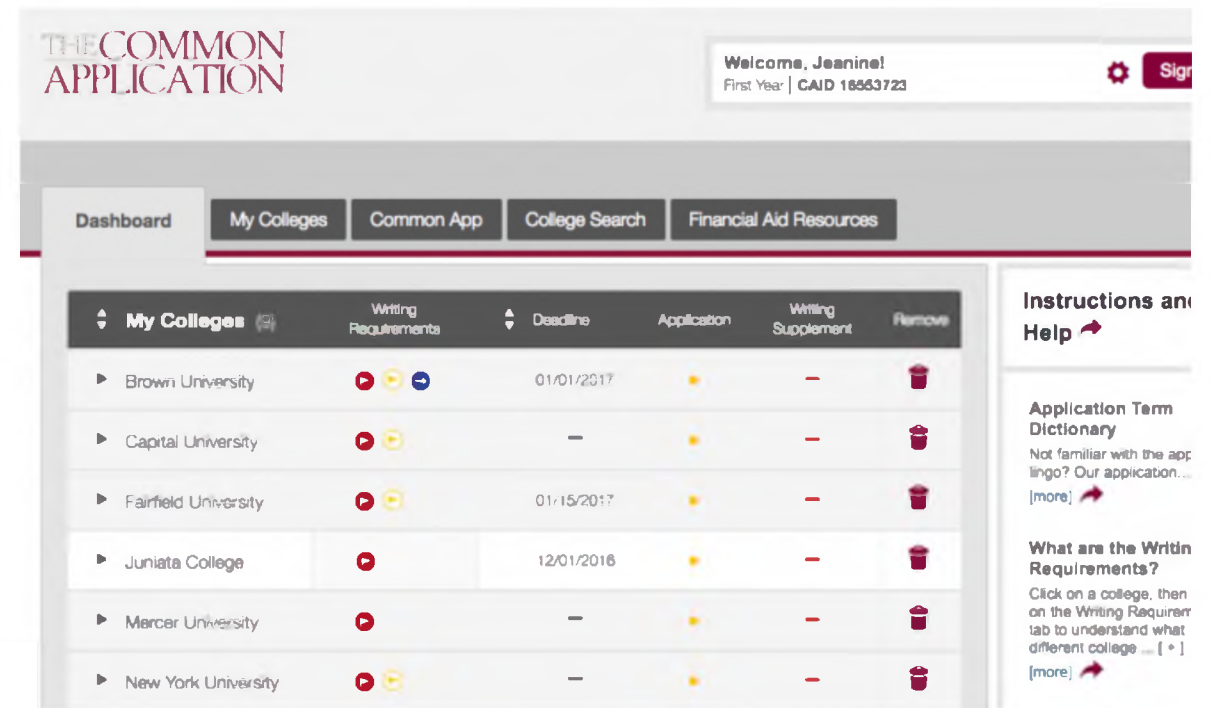 THE COMMON
APPLICATION
Welcome, Jeanine!
First Year | CAID 16553723
Sign
Dashboard
My Colleges
Common App
College Search
Financial Aid Resources
My Colleges
Writing
Requirements
Deadline
Application
Writing
Supplement
Remove
Brown University 01/01/2017 –
Capital University – –
Fairfield University 01/15/2017 –
Juniata College 12/01/2016 –
Mercer University – –
New York University – –
Instructions an
Help
Application Term
Dictionary
Not familiar with the app
lingo? Our application...
[more]
What are the Writin
Requirements?
Click on a college, then
on the Writing Requirem
tab to understand what
different college ... [ + ]
[more]